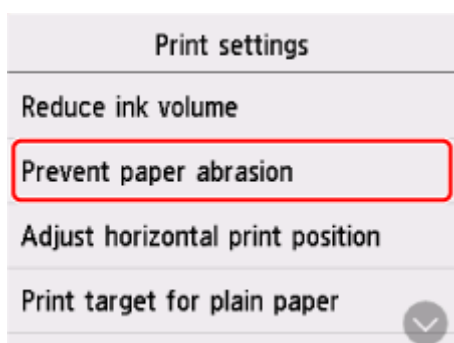 Print settings
Reduce ink volume
Prevent paper abrasion
Adjust horizontal print position
Print target for plain paper